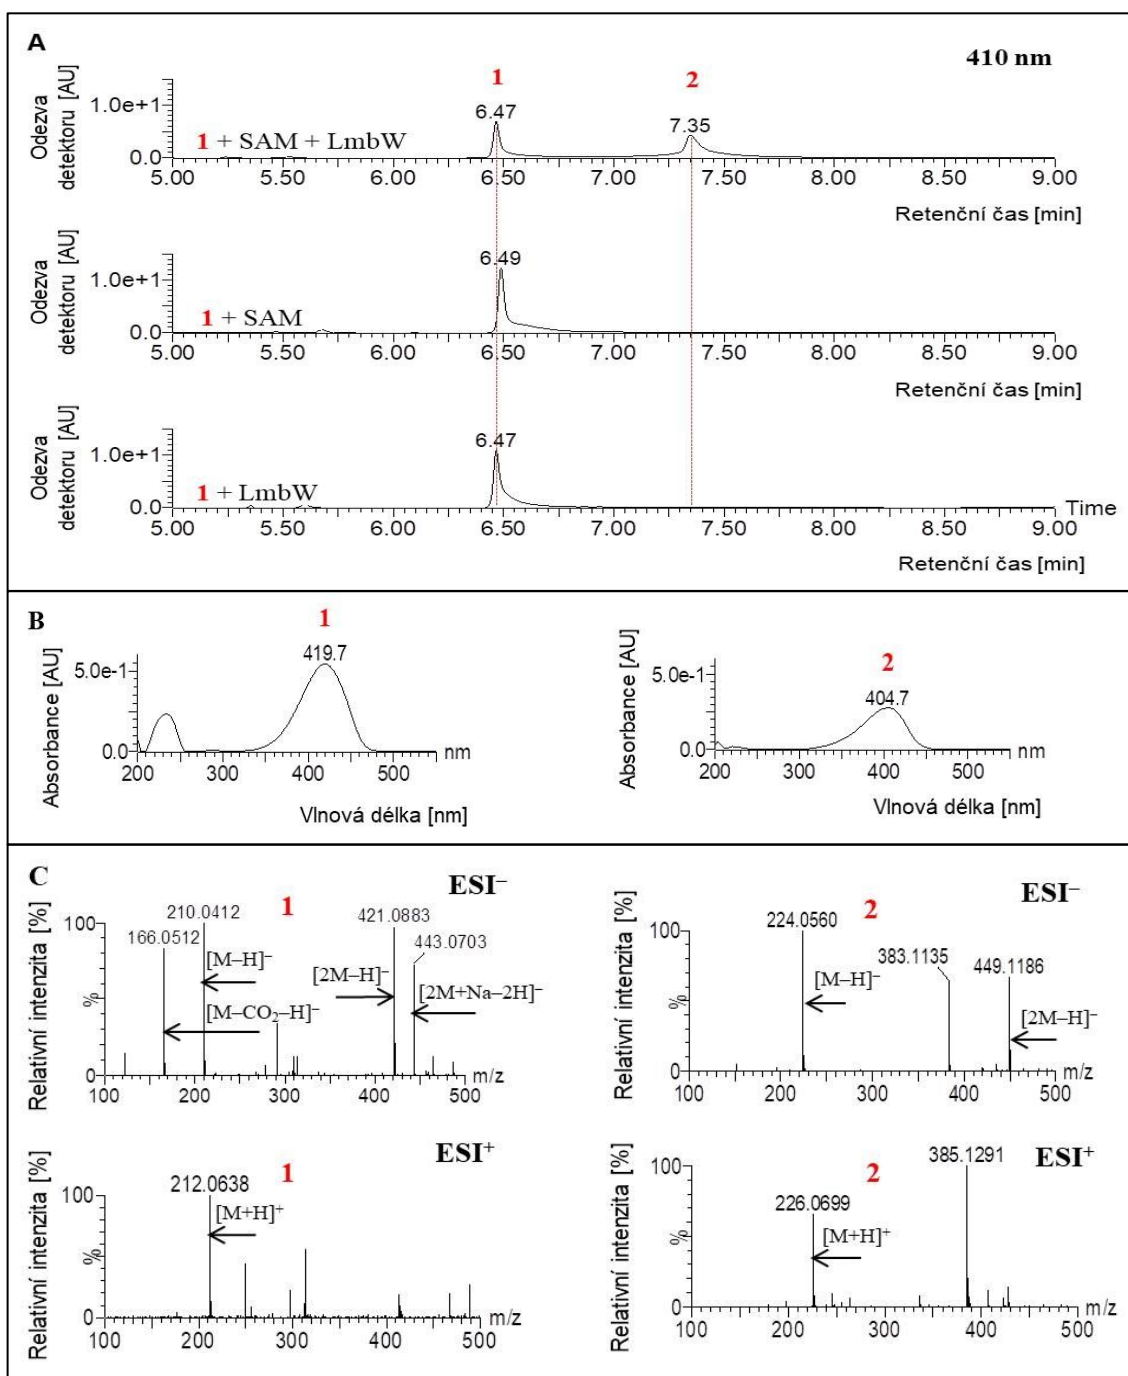 A
410 nm
Odezva
detektoru [AU]
1.0e+1
0.0
1 + SAM + LmbW
1
6.47
2
7.35
5.00 5.50 6.00 6.50 7.00 7.50 8.00 8.50 9.00
Retenční čas [min]
Odezva
detektoru [AU]
1.0e+1
0.0
1 + SAM
6.49
5.00 5.50 6.00 6.50 7.00 7.50 8.00 8.50 9.00
Retenční čas [min]
Odezva
detektoru [AU]
1.0e+1
0.0
1 + LmbW
6.47
Time
5.00 5.50 6.00 6.50 7.00 7.50 8.00 8.50 9.00
Retenční čas [min]
B
Absorbance [AU]
5.0e-1
0.0
1
419.7
nm
200 300 400 500
Vlnová délka [nm]
Absorbance [AU]
5.0e-1
0.0
2
404.7
nm
200 300 400 500
Vlnová délka [nm]
C
ESI⁻
Relativní intenzita [%]
%
100
0
1
166.0512
210.0412
421.0883
443.0703
[M–H]⁻
[M–CO₂–H]⁻
[2M–H]⁻
[2M+Na–2H]⁻
m/z
100 200 300 400 500
ESI⁻
Relativní intenzita [%]
%
100
0
2
224.0560
383.1135
449.1186
[M–H]⁻
[2M–H]⁻
m/z
100 200 300 400 500
ESI⁺
Relativní intenzita [%]
%
100
0
1
212.0638
[M+H]⁺
m/z
100 200 300 400 500
ESI⁺
Relativní intenzita [%]
%
100
0
2
226.0699
385.1291
[M+H]⁺
m/z
100 200 300 400 500